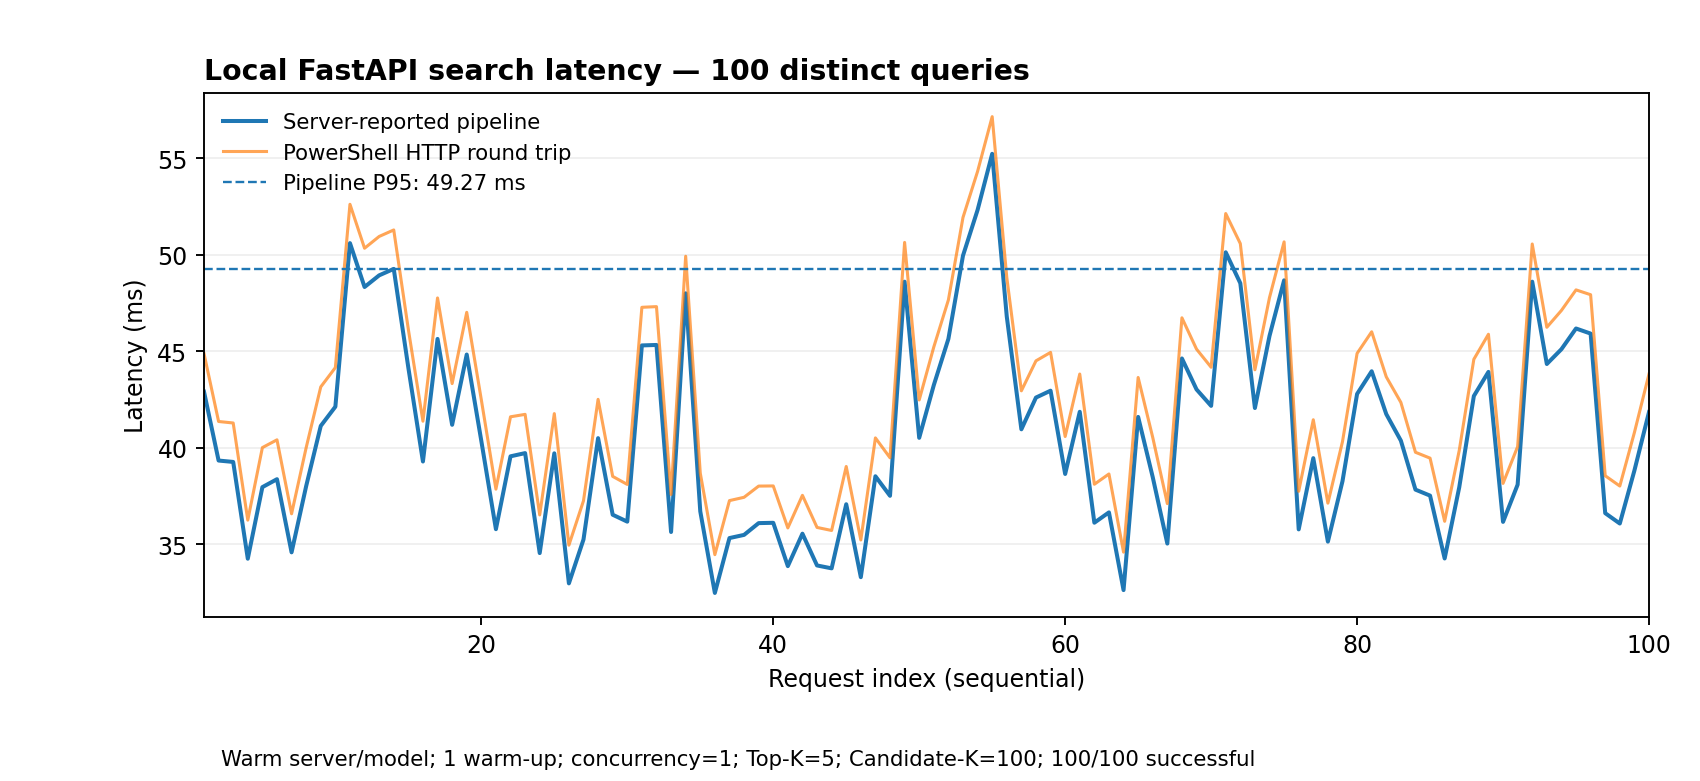 Local FastAPI search latency — 100 distinct queries
Server-reported pipeline
PowerShell HTTP round trip
Pipeline P95: 49.27 ms
55
50
45
40
35
Latency (ms)
20 40 60 80 100
Request index (sequential)
Warm server/model; 1 warm-up; concurrency=1; Top-K=5; Candidate-K=100; 100/100 successful